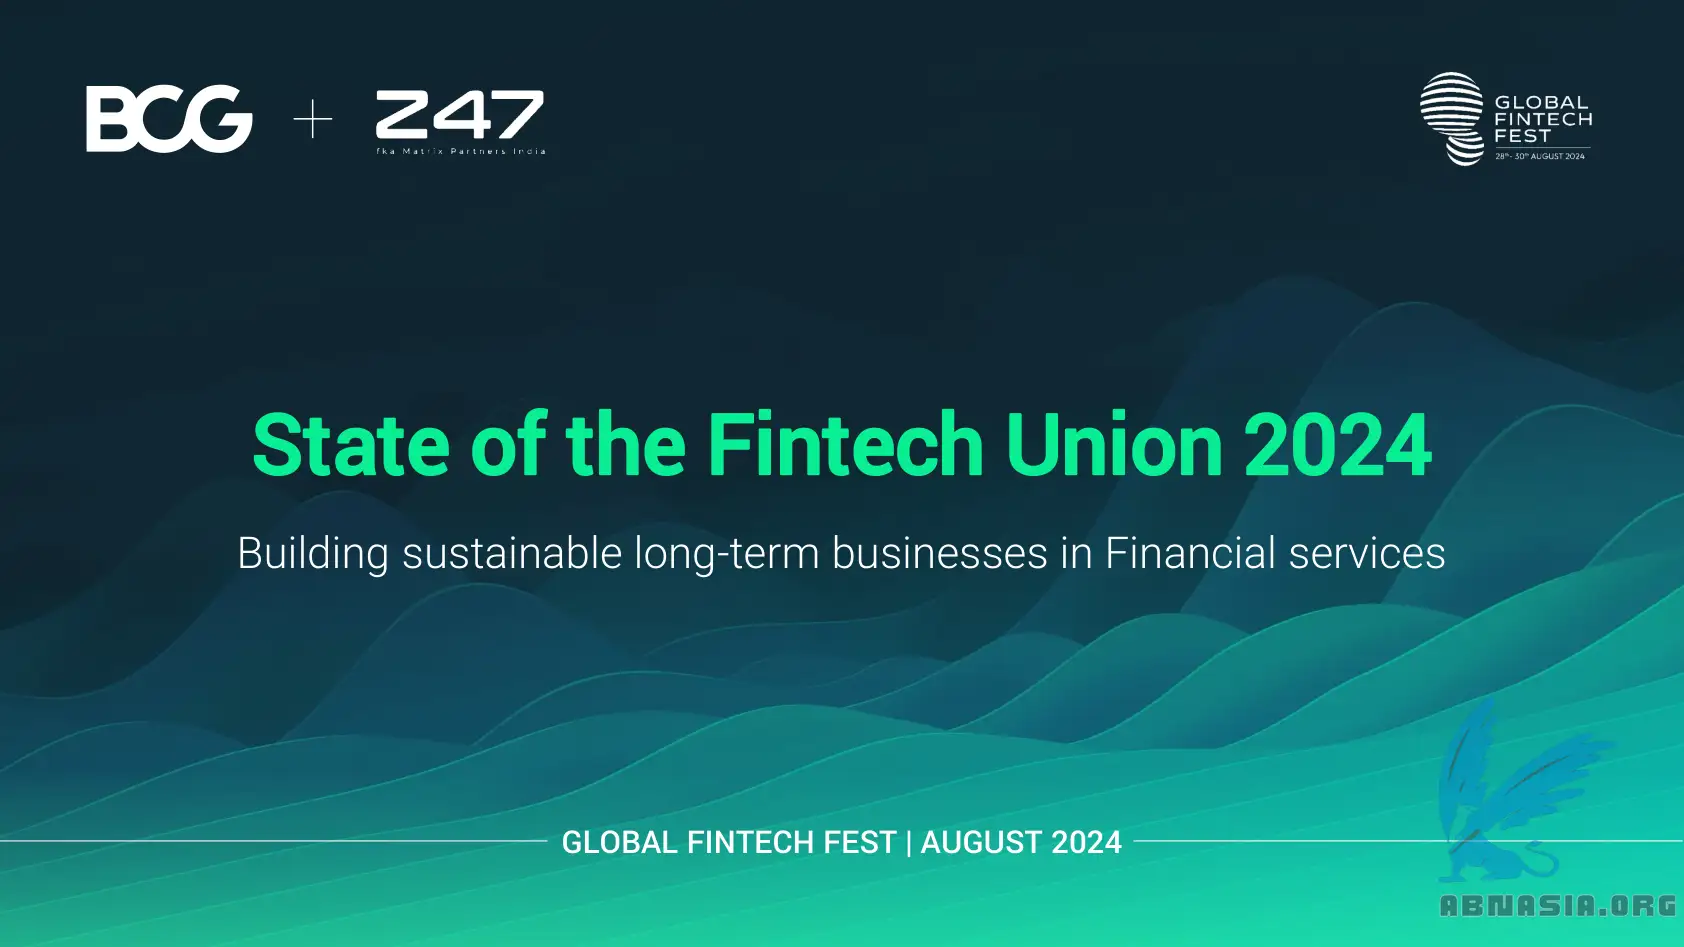 BCG + Z47
fka Matrix Partners India
GLOBAL
FINTECH
FEST
28th - 30th AUGUST 2024
State of the Fintech Union 2024
Building sustainable long-term businesses in Financial services
GLOBAL FINTECH FEST | AUGUST 2024
ABNASIA.ORG